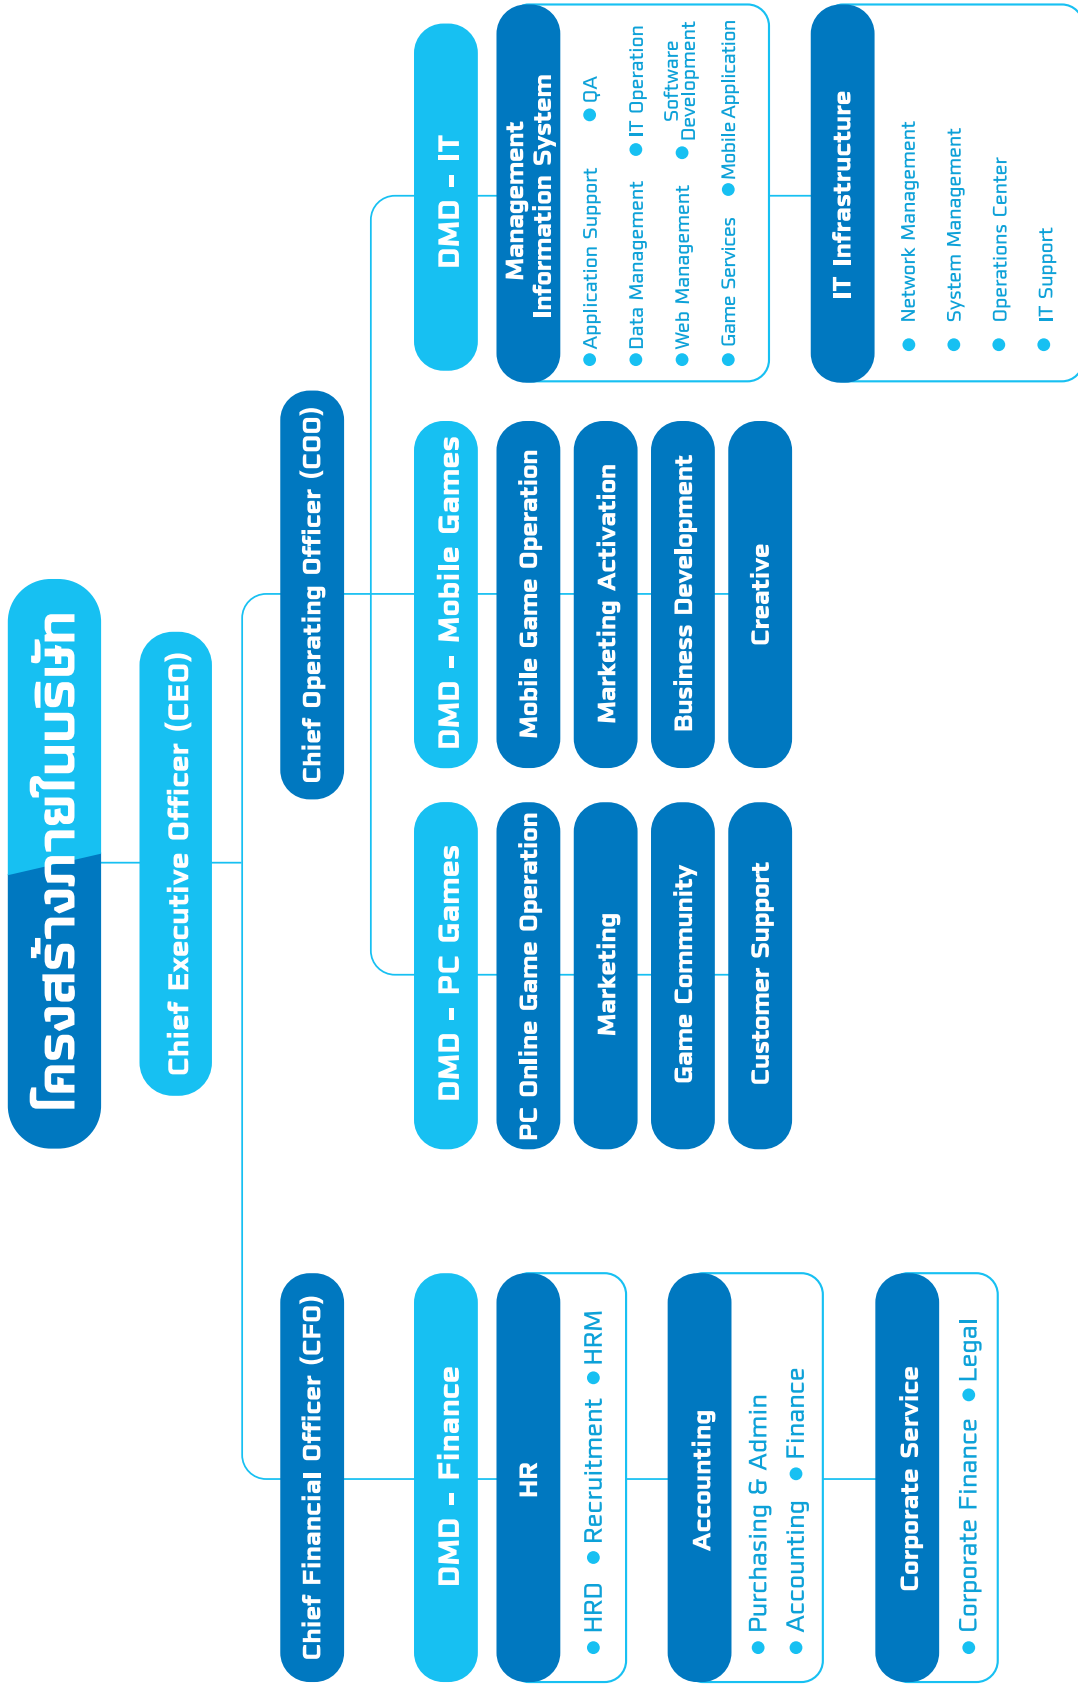 โครงสร้างภายในบริษัท
Chief Executive Officer (CEO)
Chief Financial Officer (CFO)
Chief Operating Officer (COO)
DMD - Finance
HR
HRD
Recruitment
HRM
Accounting
Purchasing & Admin
Accounting
Finance
Corporate Service
Corporate Finance
Legal
DMD - PC Games
PC Online Game Operation
Marketing
Game Community
Customer Support
DMD - Mobile Games
Mobile Game Operation
Marketing Activation
Business Development
Creative
DMD - IT
Management
Information System
Application Support
QA
Data Management
IT Operation
Web Management
Software
Development
Game Services
Mobile Application
IT Infrastructure
Network Management
System Management
Operations Center
IT Support